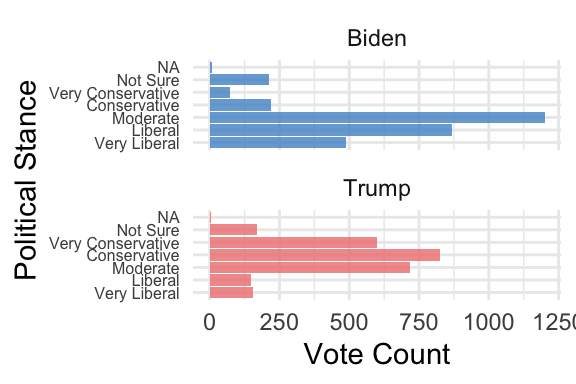 Biden
NA
Not Sure
Very Conservative
Conservative
Moderate
Liberal
Very Liberal
Political Stance
Trump
NA
Not Sure
Very Conservative
Conservative
Moderate
Liberal
Very Liberal
0 250 500 750 1000 1250
Vote Count